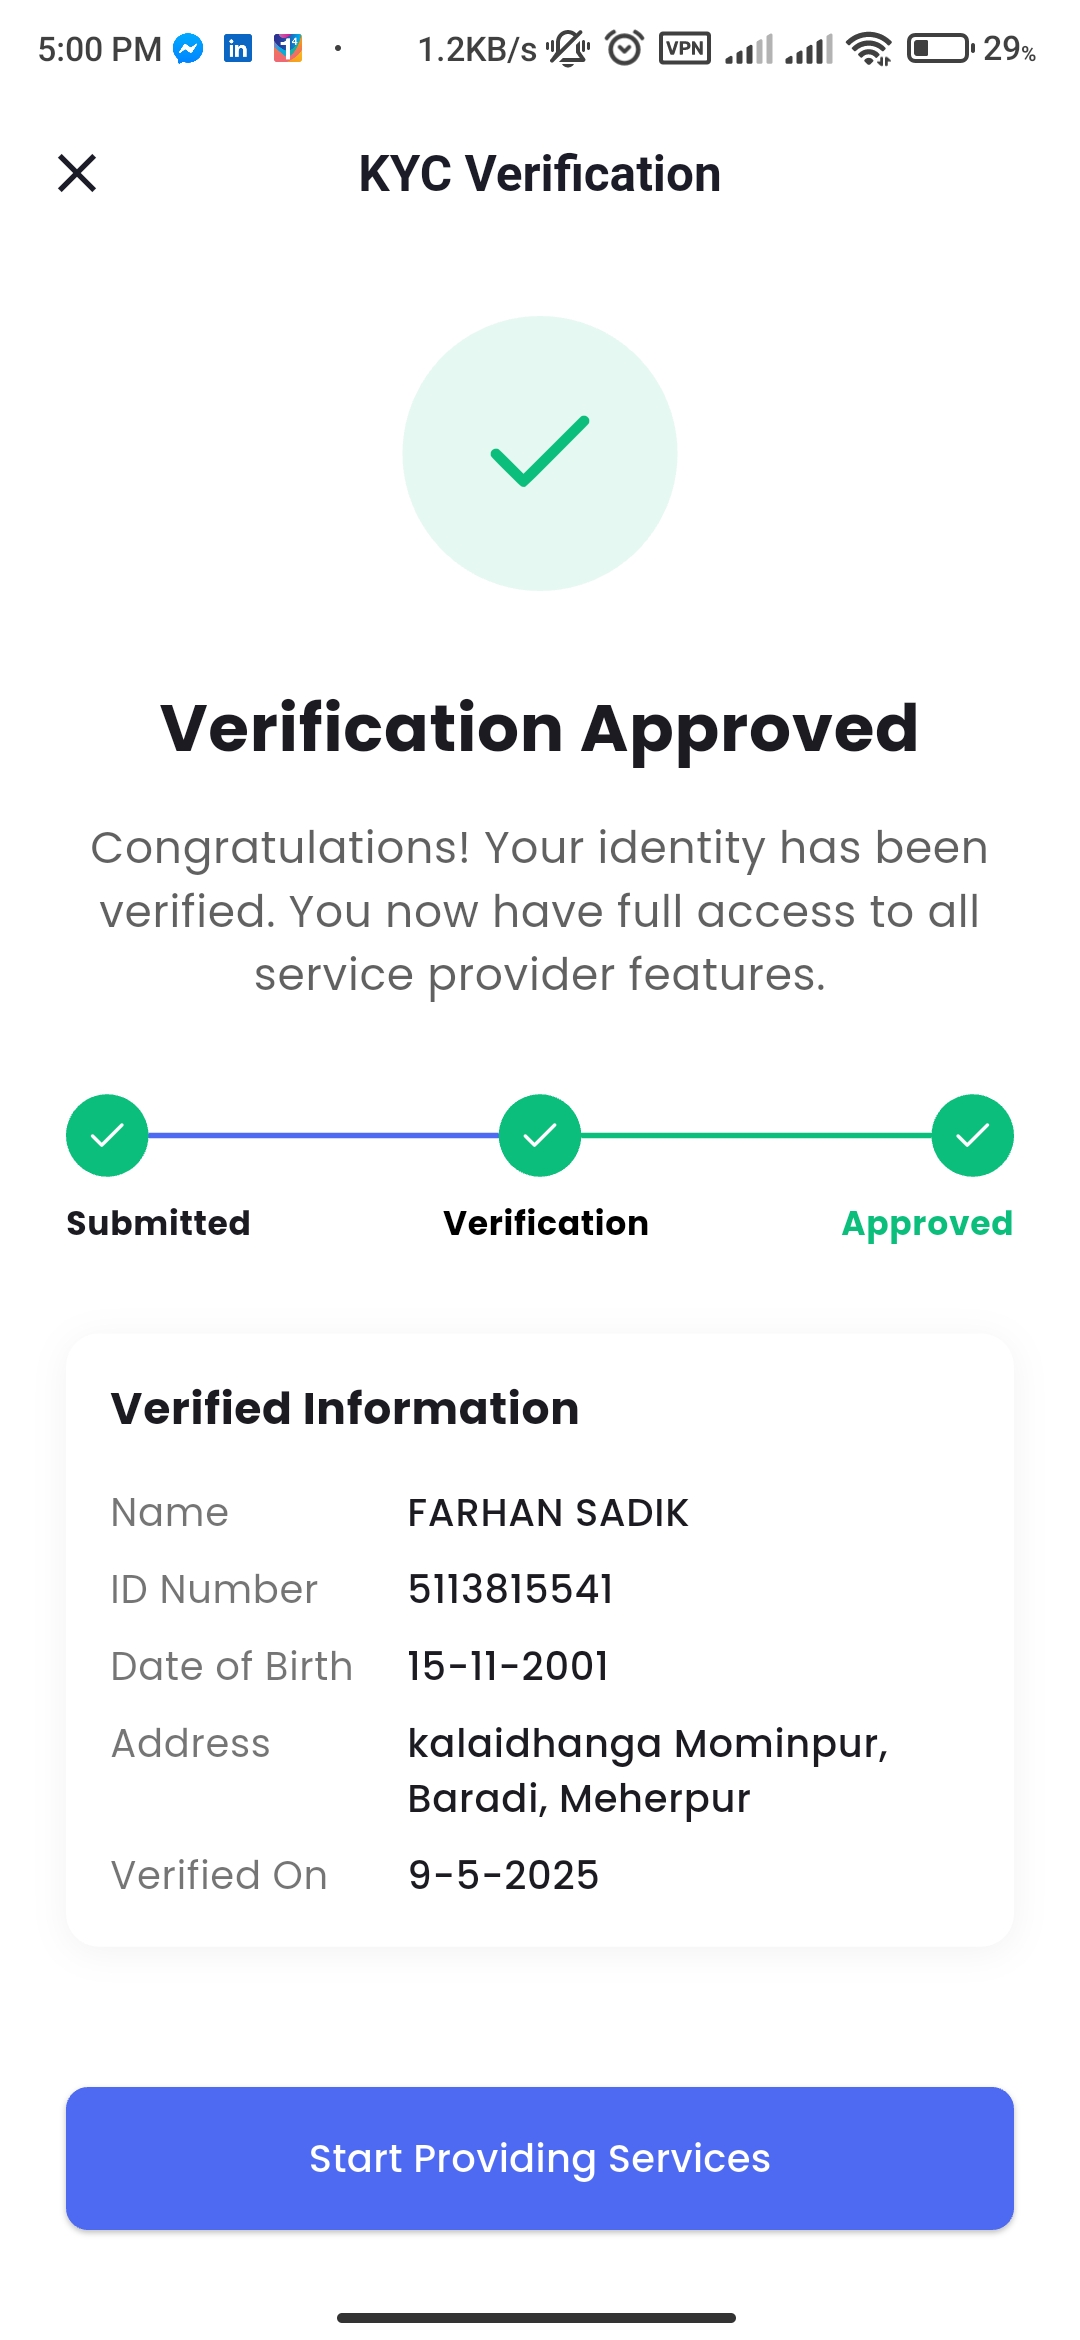 5:00 PM 1.2KB/s VPN 29%
KYC Verification
Verification Approved
Congratulations! Your identity has been
verified. You now have full access to all
service provider features.
Submitted Verification Approved
Verified Information
Name FARHAN SADIK
ID Number 5113815541
Date of Birth 15-11-2001
Address kalaidhanga Mominpur,
Baradi, Meherpur
Verified On 9-5-2025
Start Providing Services